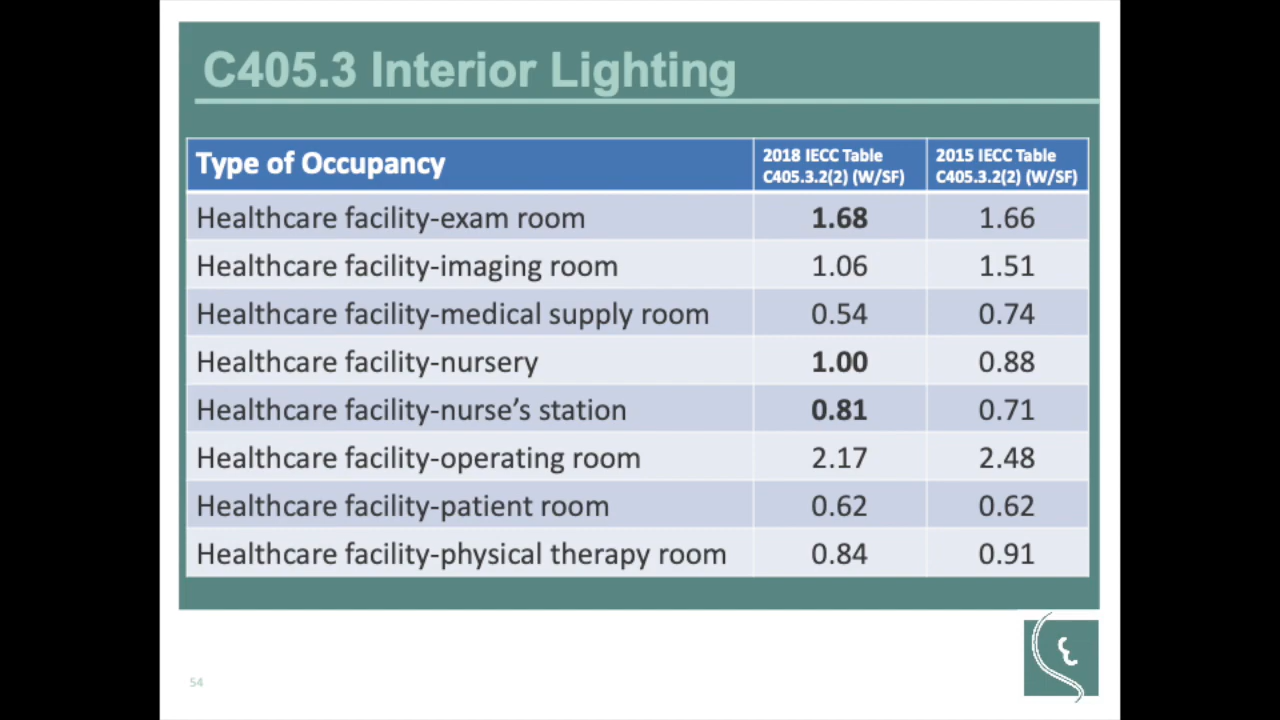 C405.3 Interior Lighting
Type of Occupancy
2018 IECC Table
C405.3.2(2) (W/SF)
2015 IECC Table
C405.3.2(2) (W/SF)
Healthcare facility-exam room 1.68 1.66
Healthcare facility-imaging room 1.06 1.51
Healthcare facility-medical supply room 0.54 0.74
Healthcare facility-nursery 1.00 0.88
Healthcare facility-nurse’s station 0.81 0.71
Healthcare facility-operating room 2.17 2.48
Healthcare facility-patient room 0.62 0.62
Healthcare facility-physical therapy room 0.84 0.91
54